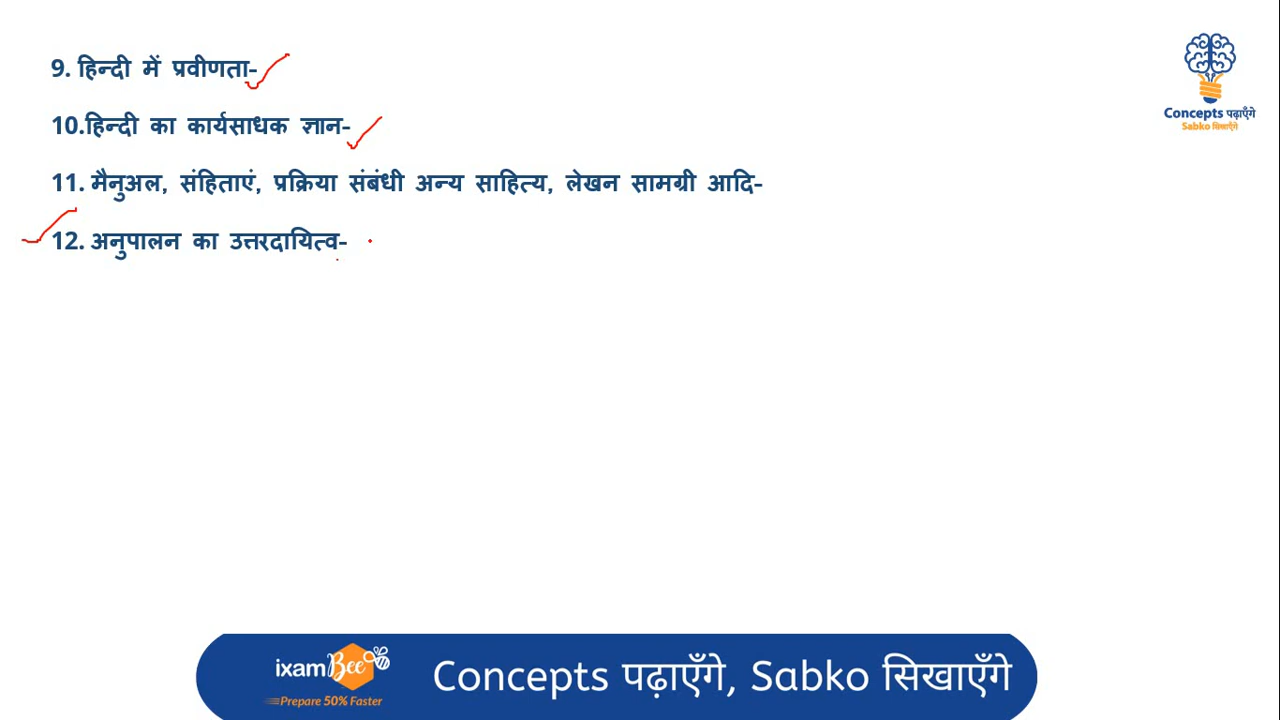 9. हिन्दी में प्रवीणता-
Concepts पढ़ाएँगे
Sabko सिखाएँगे
10.हिन्दी का कार्यसाधक ज्ञान-
11. मैनुअल, संहिताएं, प्रक्रिया संबंधी अन्य साहित्य, लेखन सामग्री आदि-
12. अनुपालन का उत्तरदायित्व-
ixamBee
Prepare 50% Faster
Concepts पढ़ाएँगे, Sabko सिखाएँगे